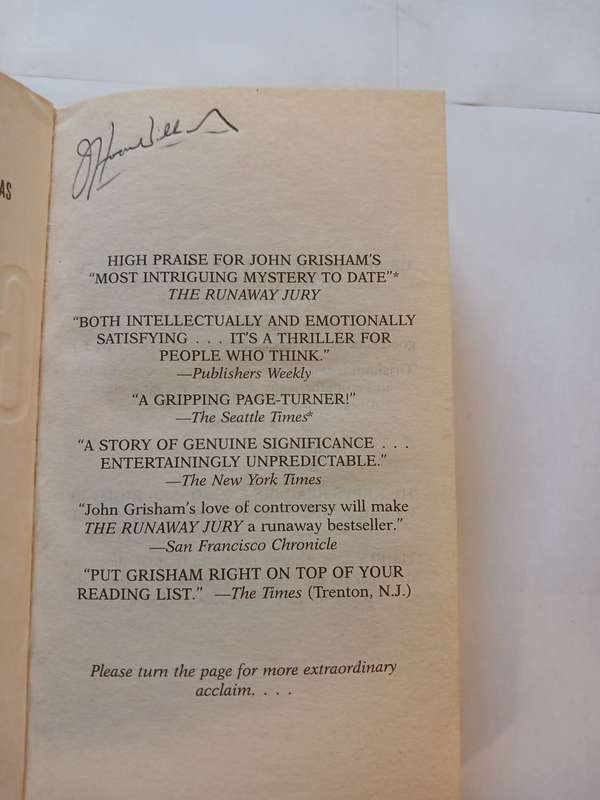 AS
HIGH PRAISE FOR JOHN GRISHAM'S
“MOST INTRIGUING MYSTERY TO DATE”*
THE RUNAWAY JURY
“BOTH INTELLECTUALLY AND EMOTIONALLY
SATISFYING . . . IT'S A THRILLER FOR
PEOPLE WHO THINK.”
—Publishers Weekly
“A GRIPPING PAGE-TURNER!”
—The Seattle Times*
“A STORY OF GENUINE SIGNIFICANCE . . .
ENTERTAININGLY UNPREDICTABLE.”
—The New York Times
“John Grisham's love of controversy will make
THE RUNAWAY JURY a runaway bestseller.”
—San Francisco Chronicle
“PUT GRISHAM RIGHT ON TOP OF YOUR
READING LIST.” —The Times (Trenton, N.J.)
Please turn the page for more extraordinary
acclaim. . . .